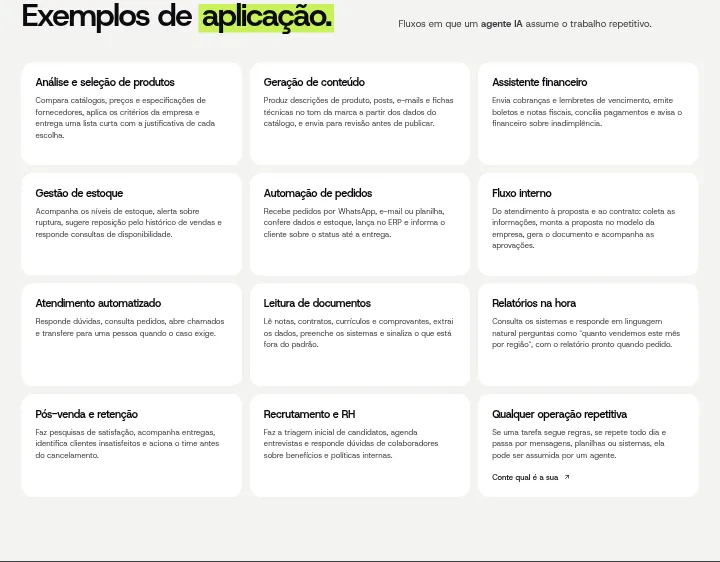 Exemplos de aplicação.
Fluxos em que um agente IA assume o trabalho repetitivo.
Análise e seleção de produtos
Compara catálogos, preços e especificações de
fornecedores, aplica os critérios da empresa e
entrega uma lista curta com a justificativa de cada
escolha.
Geração de conteúdo
Produz descrições de produto, posts, e-mails e fichas
técnicas no tom da marca a partir dos dados do
catálogo, e envia para revisão antes de publicar.
Assistente financeiro
Envia cobranças e lembretes de vencimento, emite
boletos e notas fiscais, concilia pagamentos e avisa o
financeiro sobre inadimplência.
Gestão de estoque
Acompanha os níveis de estoque, alerta sobre
ruptura, sugere reposição pelo histórico de vendas e
responde consultas de disponibilidade.
Automação de pedidos
Recebe pedidos por WhatsApp, e-mail ou planilha,
confere dados e estoque, lança no ERP e informa o
cliente sobre o status até a entrega.
Fluxo interno
Do atendimento à proposta e ao contrato: coleta as
informações, monta a proposta no modelo da
empresa, gera o documento e acompanha as
aprovações.
Atendimento automatizado
Responde dúvidas, consulta pedidos, abre chamados
e transfere para uma pessoa quando o caso exige.
Leitura de documentos
Lê notas, contratos, currículos e comprovantes, extrai
os dados, preenche os sistemas e sinaliza o que está
fora do padrão.
Relatórios na hora
Consulta os sistemas e responde em linguagem
natural perguntas como "quanto vendemos este mês
por região", com o relatório pronto quando pedido.
Pós-venda e retenção
Faz pesquisas de satisfação, acompanha entregas,
identifica clientes insatisfeitos e aciona o time antes
do cancelamento.
Recrutamento e RH
Faz a triagem inicial de candidatos, agenda
entrevistas e responde dúvidas de colaboradores
sobre benefícios e políticas internas.
Qualquer operação repetitiva
Se uma tarefa segue regras, se repete todo dia e
passa por mensagens, planilhas ou sistemas, ela
pode ser assumida por um agente.
Conte qual é a sua ↗